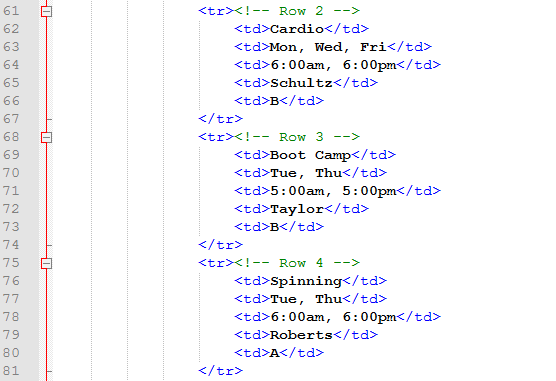 61 <tr><!-- Row 2 -->
62 <td>Cardio</td>
63 <td>Mon, Wed, Fri</td>
64 <td>6:00am, 6:00pm</td>
65 <td>Schultz</td>
66 <td>B</td>
67 </tr>
68 <tr><!-- Row 3 -->
69 <td>Boot Camp</td>
70 <td>Tue, Thu</td>
71 <td>5:00am, 5:00pm</td>
72 <td>Taylor</td>
73 <td>B</td>
74 </tr>
75 <tr><!-- Row 4 -->
76 <td>Spinning</td>
77 <td>Tue, Thu</td>
78 <td>6:00am, 6:00pm</td>
79 <td>Roberts</td>
80 <td>A</td>
81 </tr>